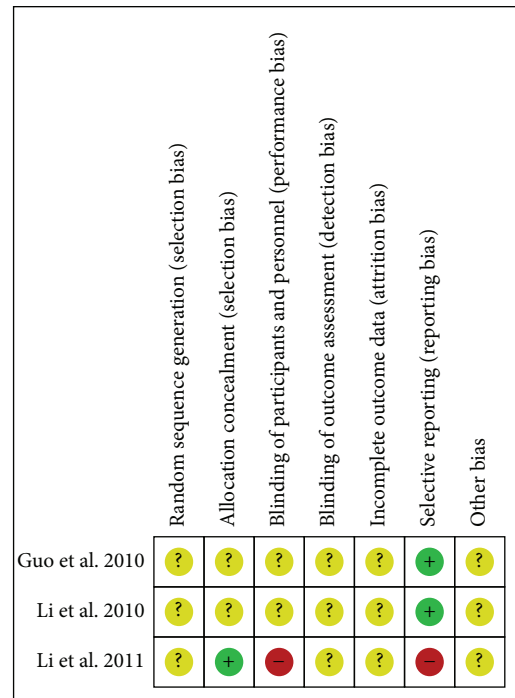 Random sequence generation (selection bias)
Allocation concealment (selection bias)
Blinding of participants and personnel (performance bias)
Blinding of outcome assessment (detection bias)
Incomplete outcome data (attrition bias)
Selective reporting (reporting bias)
Other bias
Guo et al. 2010 ? ? ? ? ? + ?
Li et al. 2010 ? ? ? ? ? + ?
Li et al. 2011 ? + − ? ? − ?